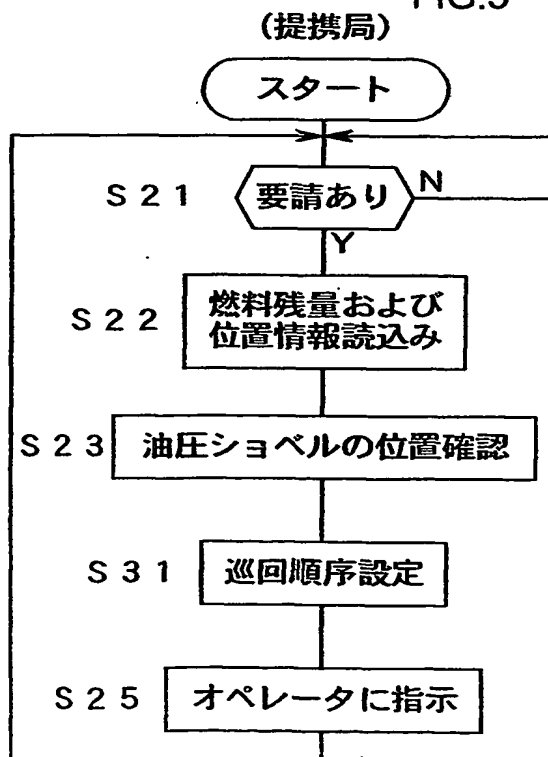 FIG.5
(提携局)
スタート
S21 要請あり N
Y
S22 燃料残量および
位置情報読込み
S23 油圧ショベルの位置確認
S31 巡回順序設定
S25 オペレータに指示